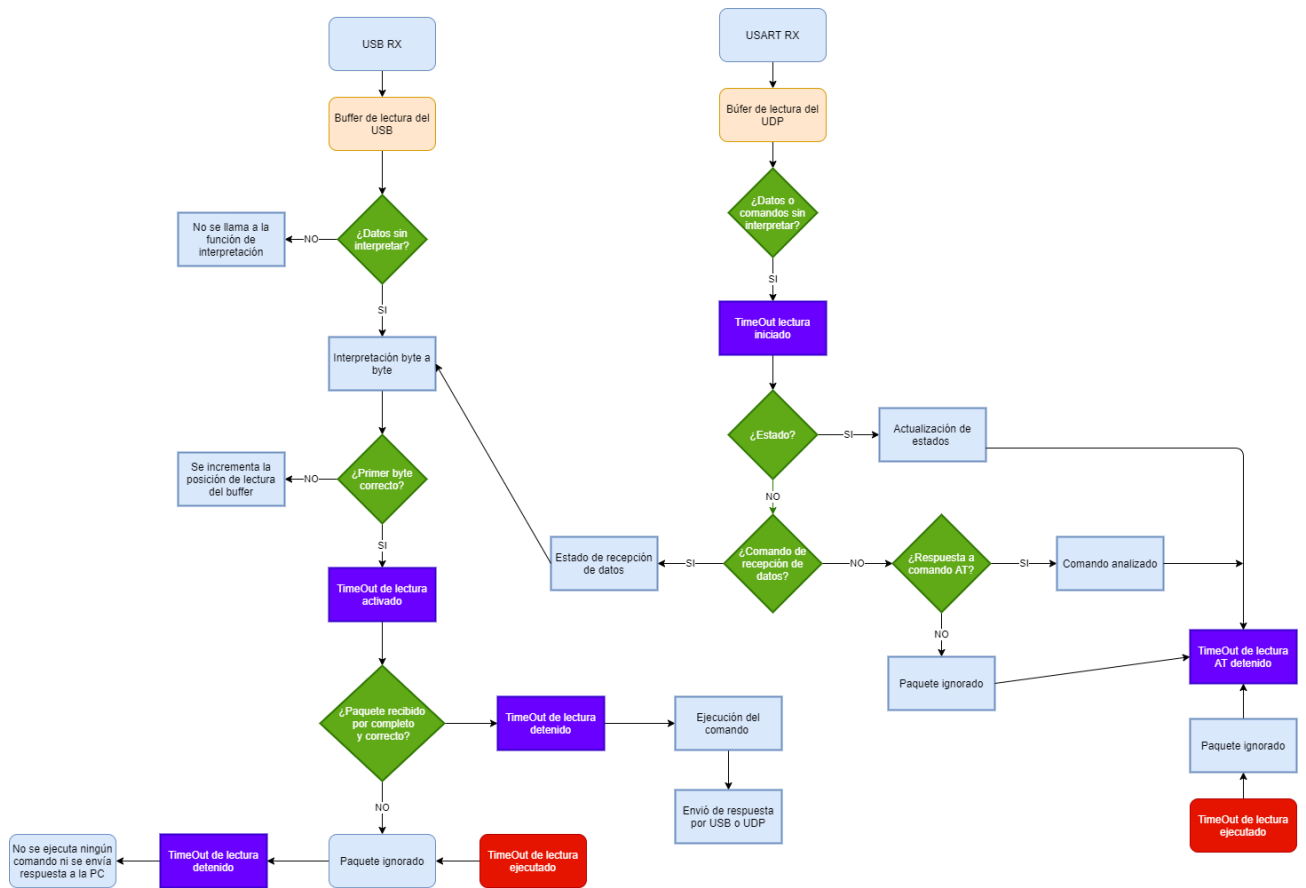 USB RX
USART RX
Buffer de lectura del
USB
Búfer de lectura del
UDP
¿Datos o
comandos sin
interpretar?
No se llama a la
función de
interpretación
NO
¿Datos sin
interpretar?
SI
SI
TimeOut lectura
iniciado
Interpretación byte a
byte
¿Estado?
SI
Actualización de
estados
NO
Se incrementa la
posición de lectura
del buffer
NO
¿Primer byte
correcto?
SI
Estado de recepción
de datos
SI
¿Comando de
recepción de
datos?
NO
¿Respuesta a
comando AT?
SI
Comando analizado
NO
TimeOut de lectura
activado
Paquete ignorado
TimeOut de lectura
AT detenido
¿Paquete recibido
por completo
y correcto?
TimeOut de lectura
detenido
Ejecución del
comando
Paquete ignorado
NO
Envió de respuesta
por USB o UDP
TimeOut de lectura
ejecutado
No se ejecuta ningún
comando ni se envía
respuesta a la PC
TimeOut de lectura
detenido
Paquete ignorado
TimeOut de lectura
ejecutado